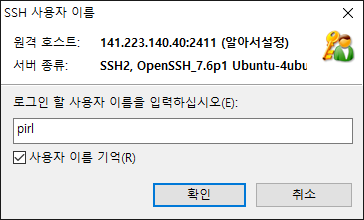 SSH 사용자 이름
원격 호스트: 141.223.140.40:2411 (알아서설정)
서버 종류: SSH2, OpenSSH_7.6p1 Ubuntu-4ubu
로그인 할 사용자 이름을 입력하십시오(E):
pirl
사용자 이름 기억(R)
확인 취소